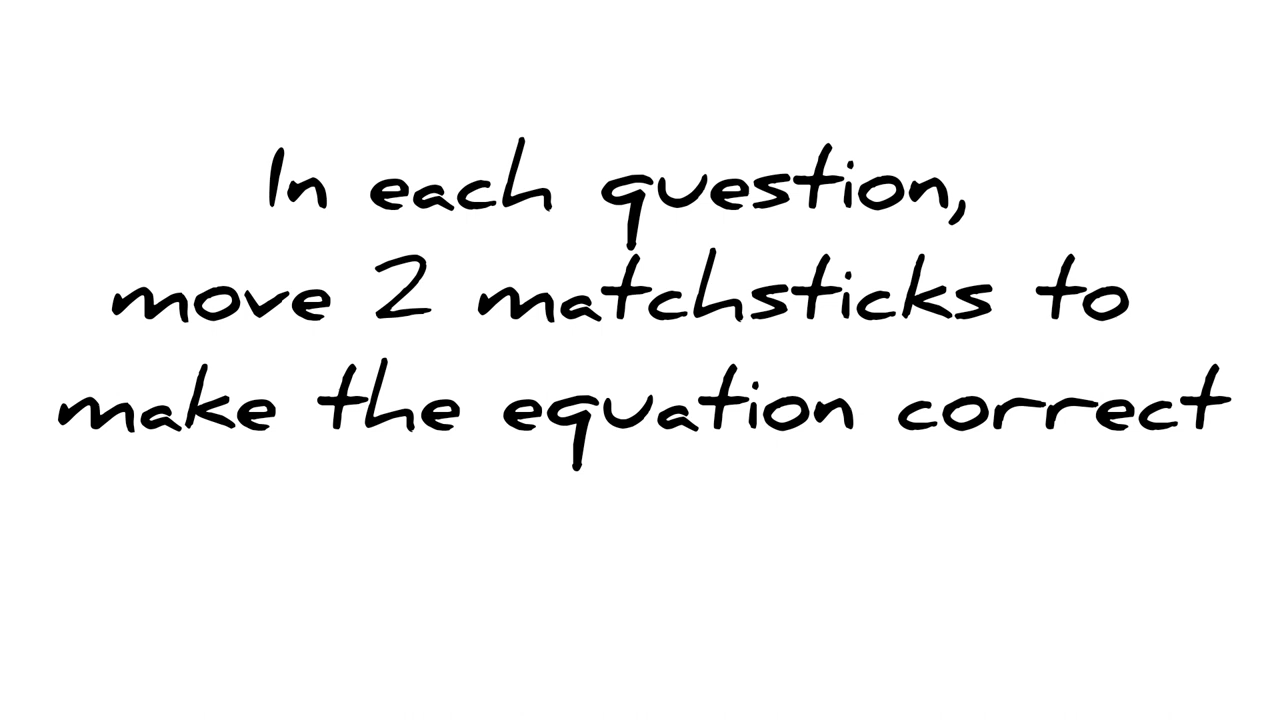 In each question,
move 2 matchsticks to
make the equation correct